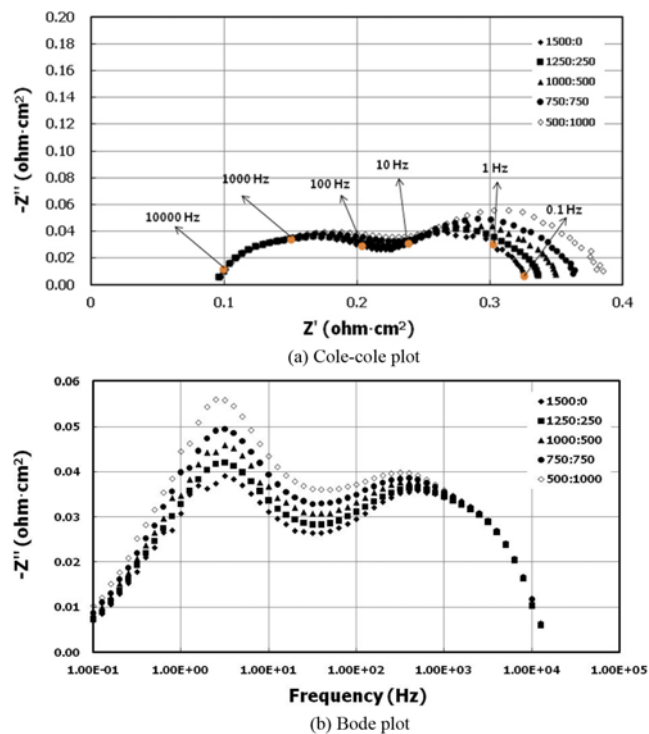 0.20
0.18
0.16
0.14
0.12
0.10
0.08
0.06
0.04
0.02
0.00
-Z'' (ohm·cm²)
1500:0
1250:250
1000:500
750:750
500:1000
10000 Hz
1000 Hz
100 Hz
10 Hz
1 Hz
0.1 Hz
0
0.1
0.2
0.3
0.4
Z' (ohm·cm²)
(a) Cole-cole plot
0.06
0.05
0.04
0.03
0.02
0.01
0.00
-Z'' (ohm·cm²)
1500:0
1250:250
1000:500
750:750
500:1000
1.00E-01
1.00E+00
1.00E+01
1.00E+02
1.00E+03
1.00E+04
1.00E+05
Frequency (Hz)
(b) Bode plot